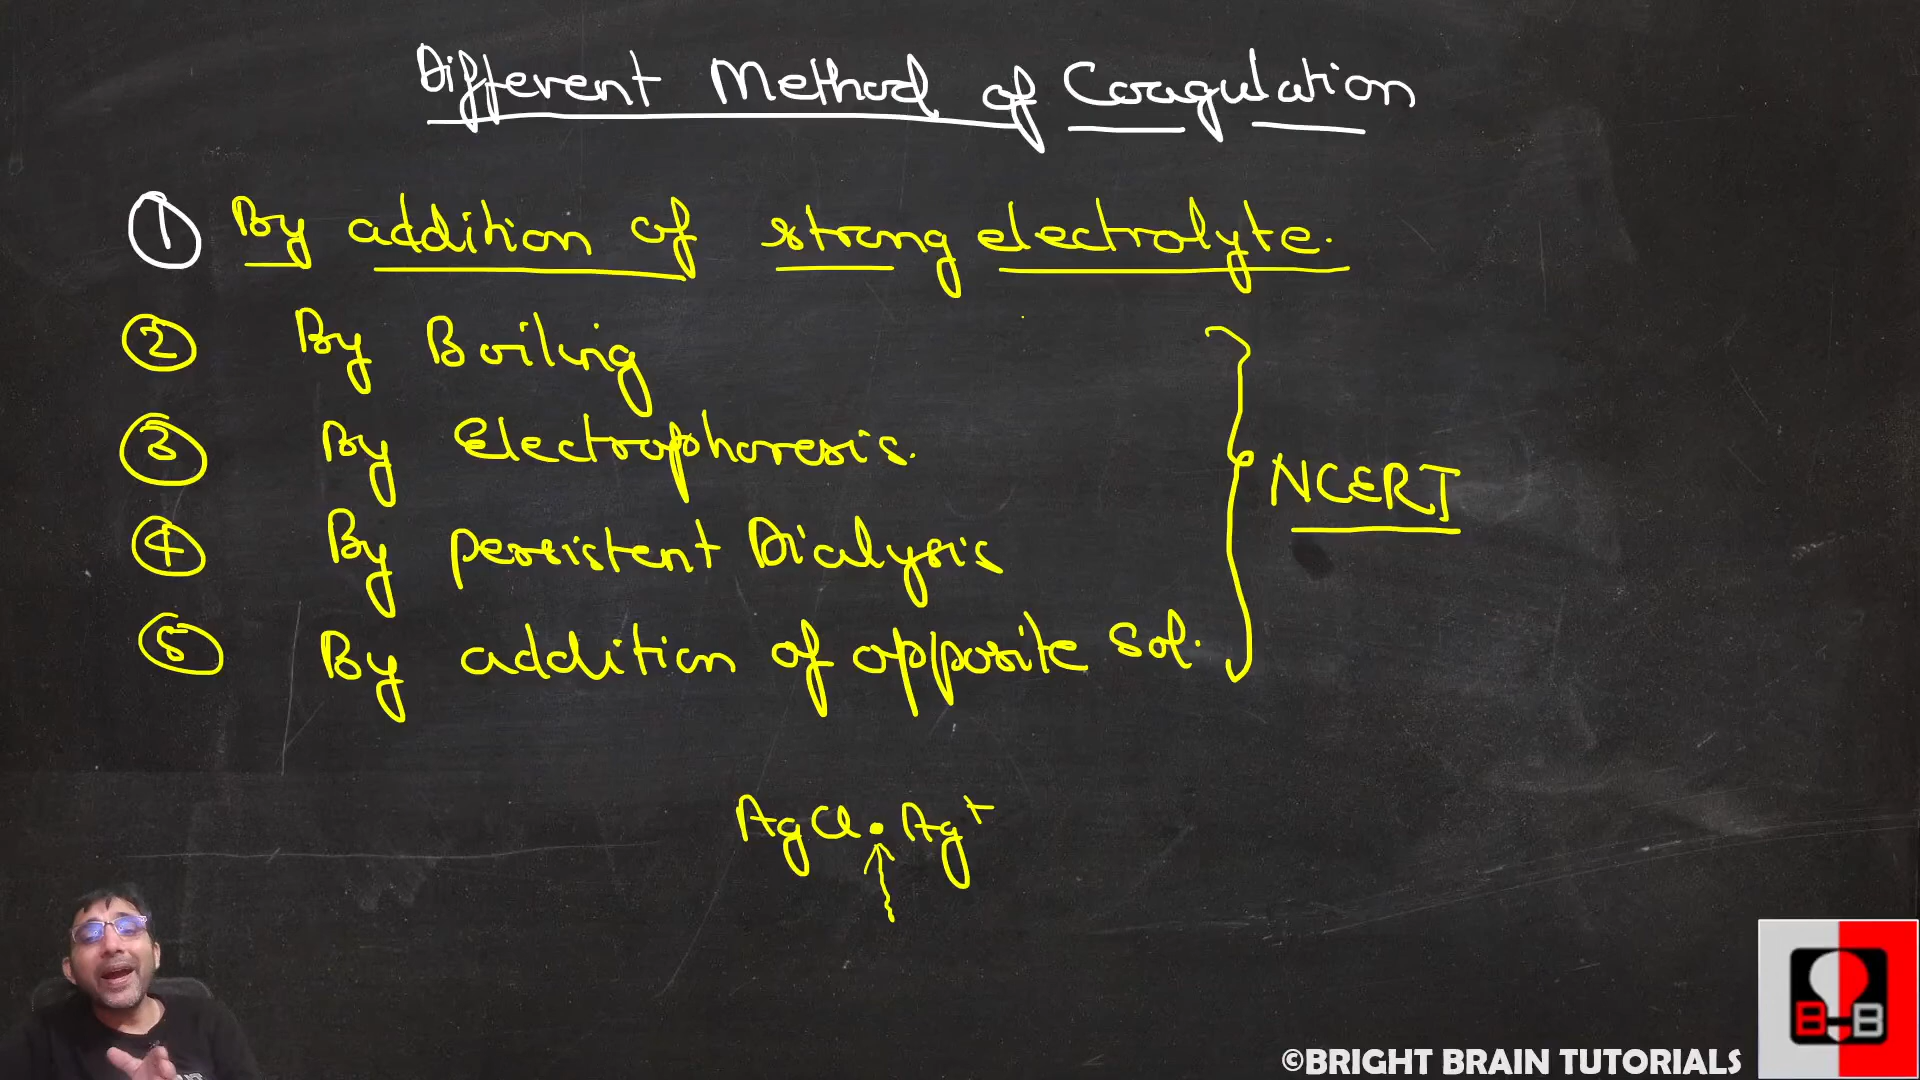 Different Method of Coagulation
① By addition of strong electrolyte.
② By Boiling
③ By Electrophoresis.
④ By persistent Dialysis
⑤ By addition of opposite Sol.
NCERT
AgCl•Ag⁺
B B
©BRIGHT BRAIN TUTORIALS